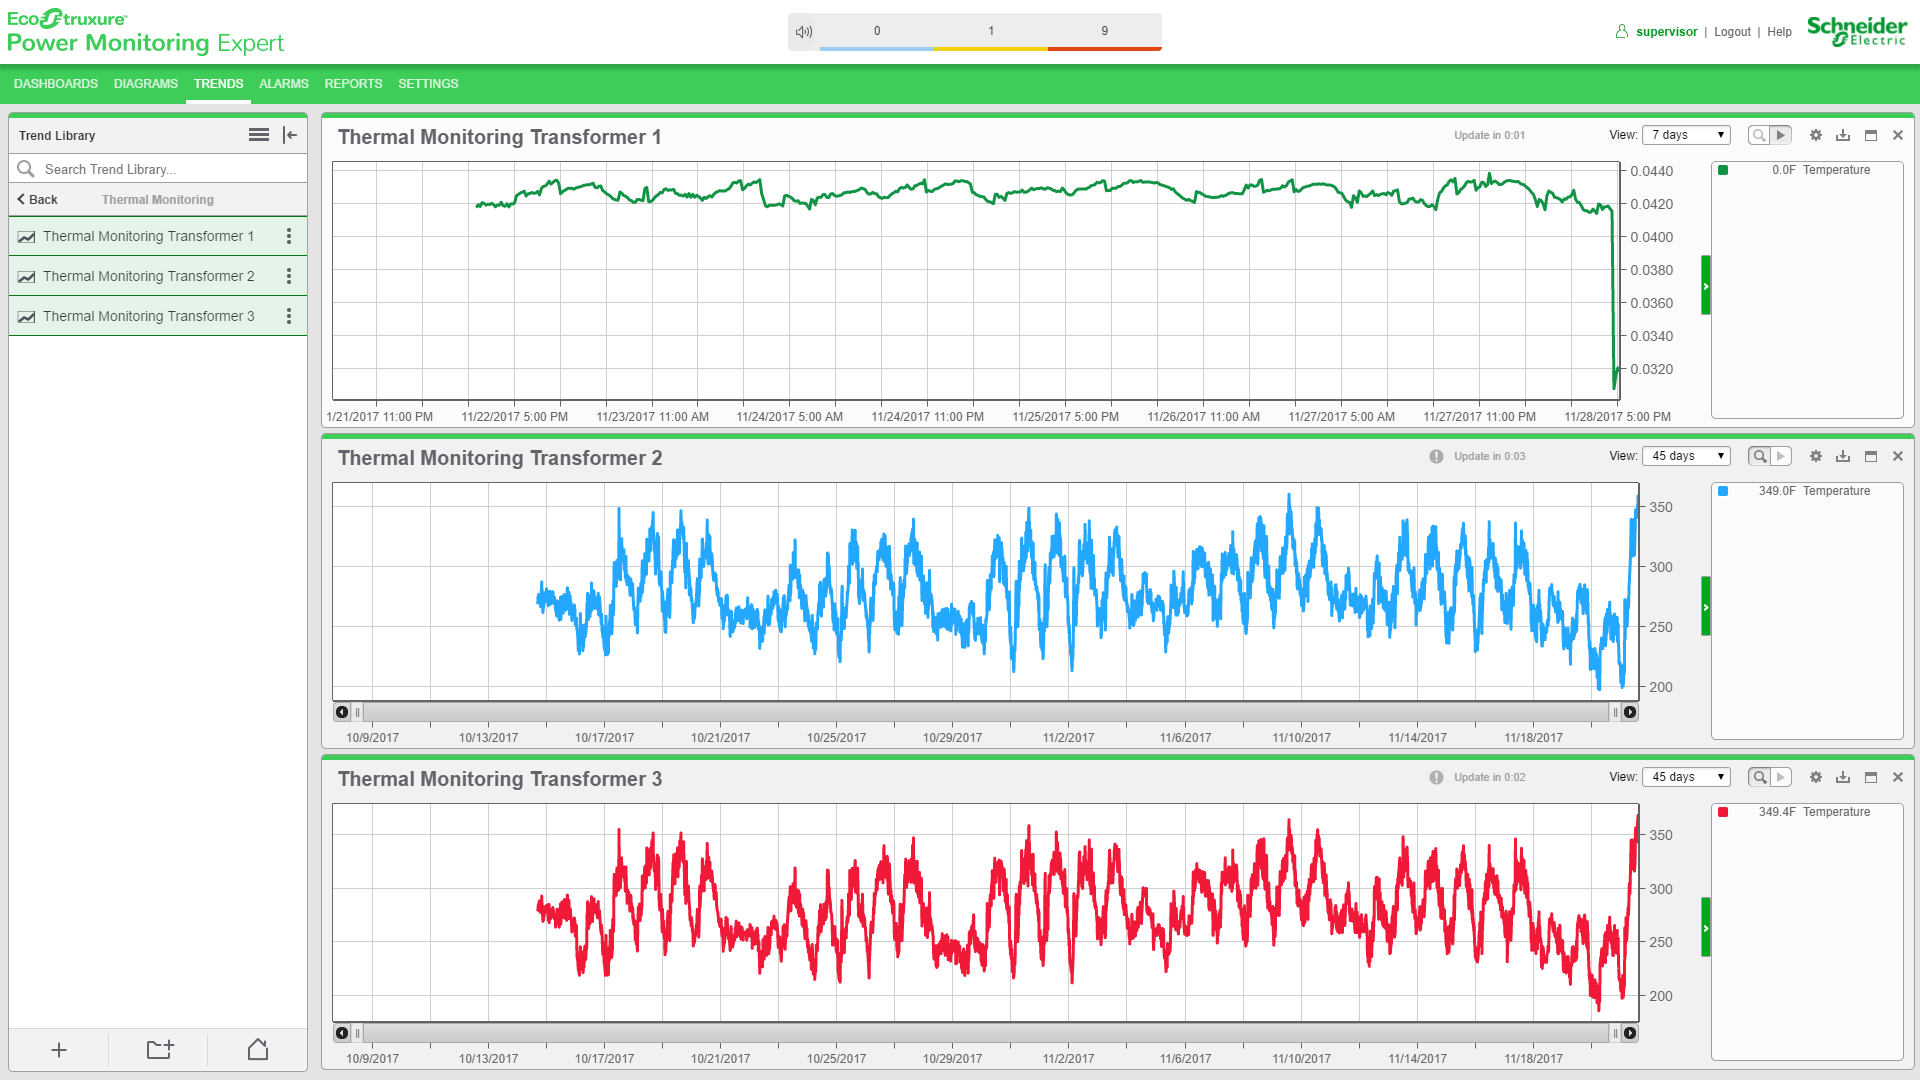 EcoStruxure™
Power Monitoring Expert
0 1 9
supervisor | Logout | Help
Schneider Electric
DASHBOARDS DIAGRAMS TRENDS ALARMS REPORTS SETTINGS
Trend Library
Search Trend Library...
Back Thermal Monitoring
Thermal Monitoring Transformer 1
Thermal Monitoring Transformer 2
Thermal Monitoring Transformer 3
Thermal Monitoring Transformer 1 Update in 0:01 View: 7 days
0.0F Temperature
0.0440
0.0420
0.0400
0.0380
0.0360
0.0340
0.0320
1/21/2017 11:00 PM 11/22/2017 5:00 PM 11/23/2017 11:00 AM 11/24/2017 5:00 AM 11/24/2017 11:00 PM 11/25/2017 5:00 PM 11/26/2017 11:00 AM 11/27/2017 5:00 AM 11/27/2017 11:00 PM 11/28/2017 5:00 PM
Thermal Monitoring Transformer 2 Update in 0:03 View: 45 days
349.0F Temperature
350
300
250
200
10/9/2017 10/13/2017 10/17/2017 10/21/2017 10/25/2017 10/29/2017 11/2/2017 11/6/2017 11/10/2017 11/14/2017 11/18/2017
Thermal Monitoring Transformer 3 Update in 0:02 View: 45 days
349.4F Temperature
350
300
250
200
10/9/2017 10/13/2017 10/17/2017 10/21/2017 10/25/2017 10/29/2017 11/2/2017 11/6/2017 11/10/2017 11/14/2017 11/18/2017